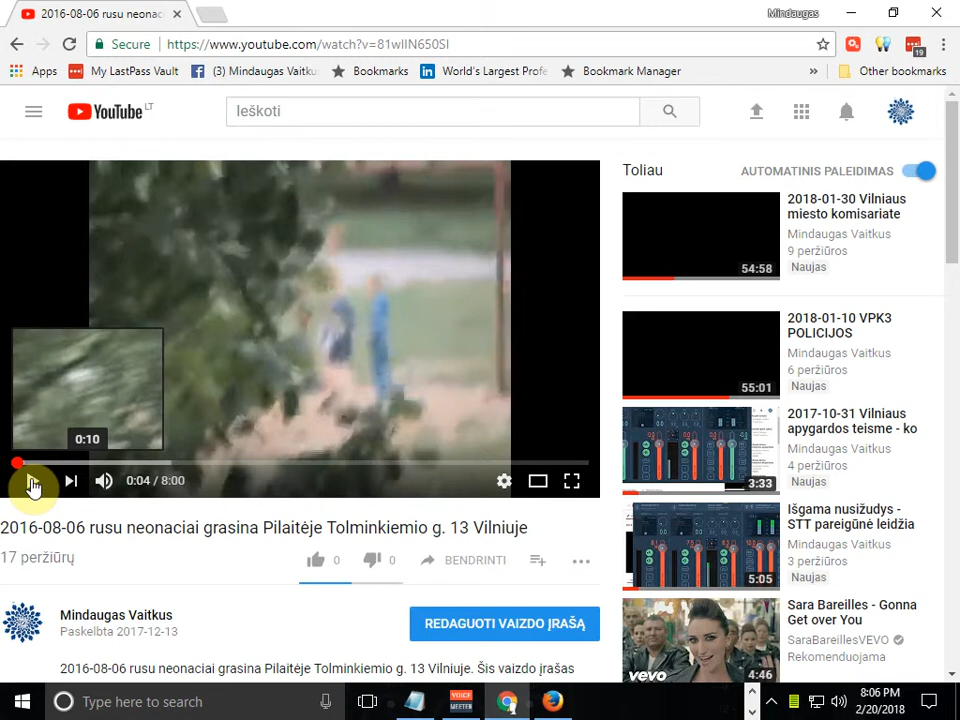 2016-08-06 rusu neonac
Mindaugas
Secure
https://www.youtube.com/watch?v=81wIIN650SI
19
Apps
My LastPass Vault
(3) Mindaugas Vaitku
Bookmarks
World's Largest Profe
Bookmark Manager
»
Other bookmarks
YouTube LT
Ieškoti
Toliau
AUTOMATINIS PALEIDIMAS
2018-01-30 Vilniaus
miesto komisariate
Mindaugas Vaitkus
9 peržiūros
Naujas
54:58
2018-01-10 VPK3
POLICIJOS
Mindaugas Vaitkus
6 peržiūros
Naujas
55:01
2017-10-31 Vilniaus
apygardos teisme - ko
Mindaugas Vaitkus
4 peržiūros
Naujas
3:33
Išgama nusižudys -
STT pareigūnė leidžia
Mindaugas Vaitkus
3 peržiūros
Naujas
5:05
Sara Bareilles - Gonna
Get over You
SaraBareillesVEVO
Rekomenduojama
vevo
4:46
0:10
0:04 / 8:00
2016-08-06 rusu neonaciai grasina Pilaitėje Tolminkiemio g. 13 Vilniuje
17 peržiūrų
0
0
BENDRINTI
Mindaugas Vaitkus
Paskelbta 2017-12-13
REDAGUOTI VAIZDO ĮRAŠĄ
2016-08-06 rusu neonaciai grasina Pilaitėje Tolminkiemio g. 13 Vilniuje. Šis vaizdo įrašas
Type here to search
VOICE
MEETER
8:06 PM
2/20/2018